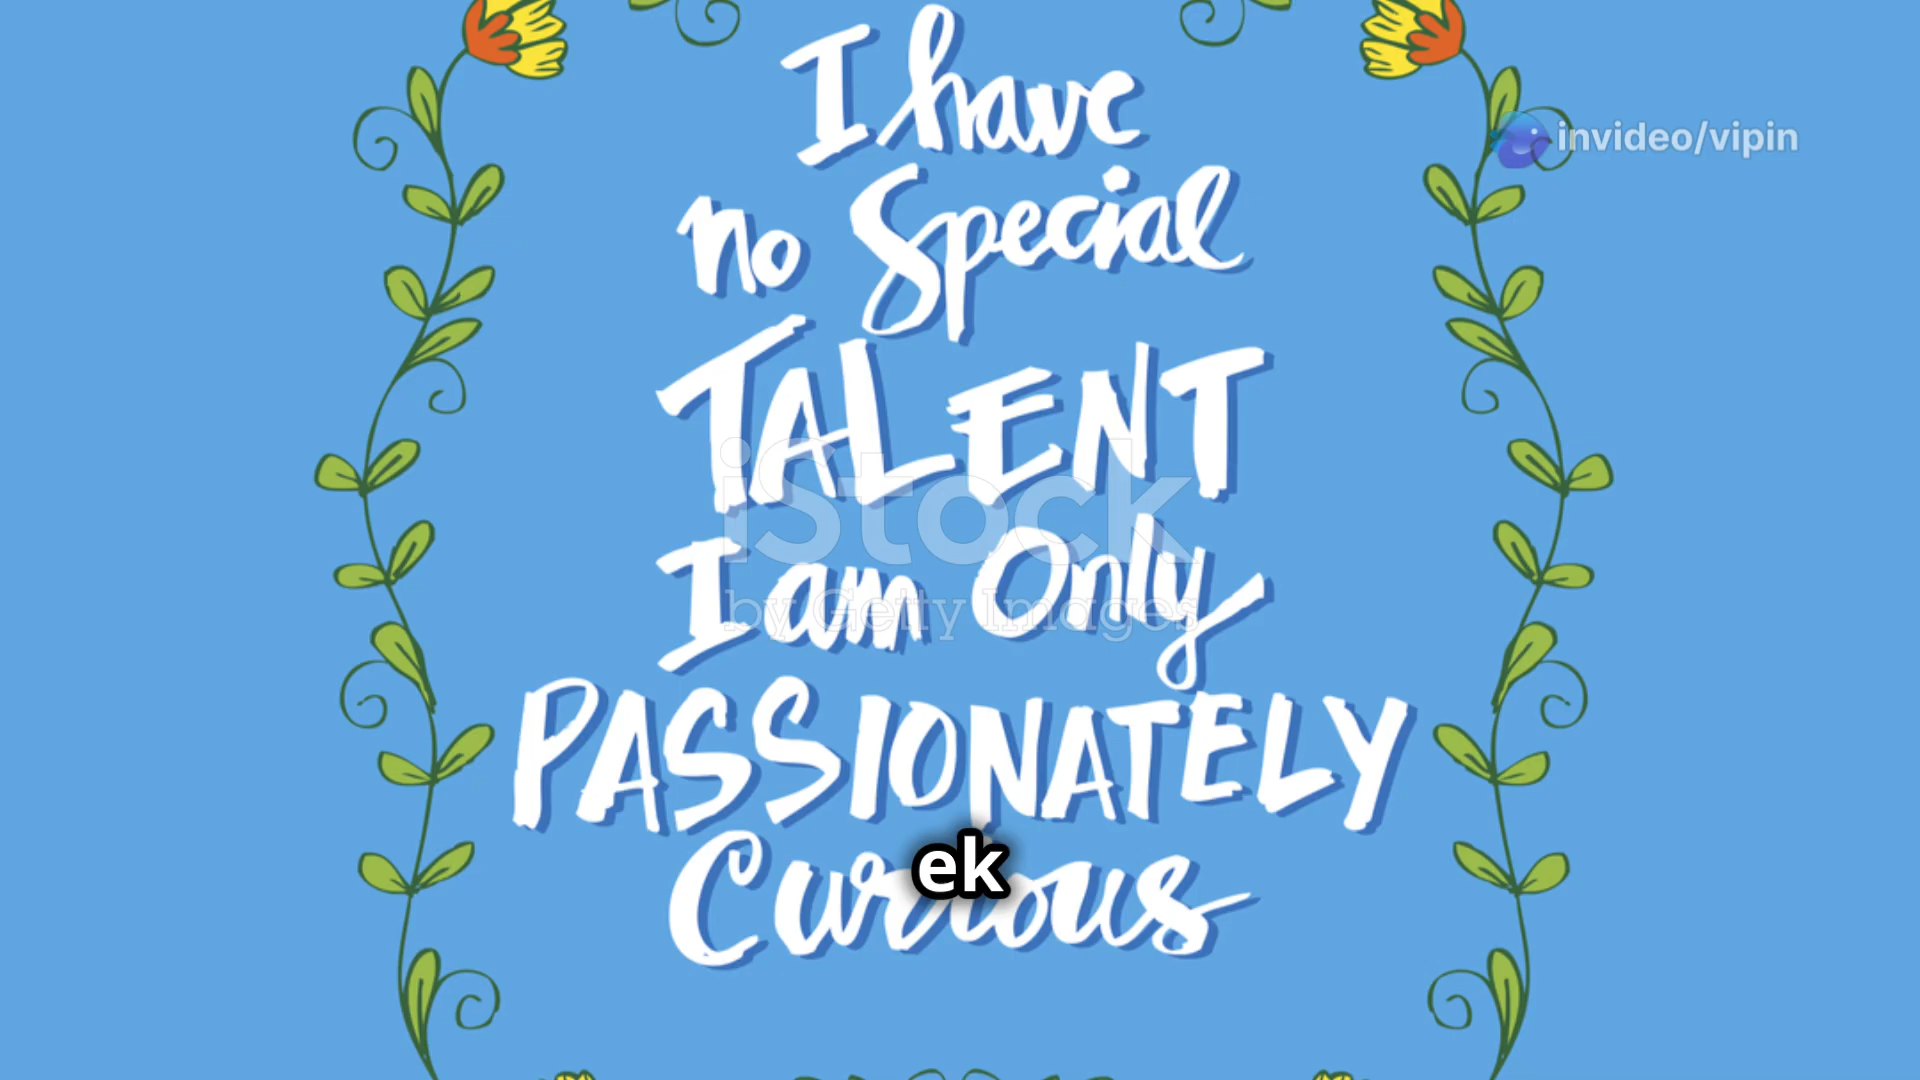 I have
no Special
TALENT
I am Only
PASSIONATELY
Curious
ek
invideo/vipin
iStock
by Getty Images